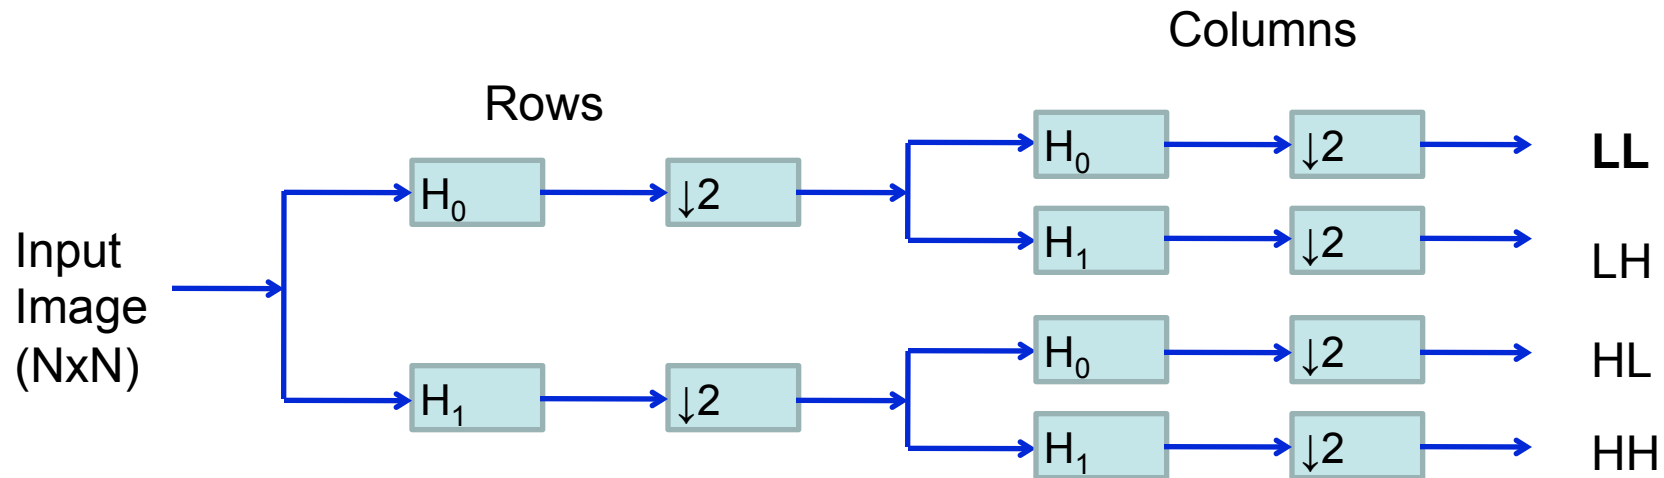 Columns
Rows
H₀ ↓2 LL
H₀ ↓2
H₁ ↓2 LH
Input
Image
(NxN)
H₀ ↓2 HL
H₁ ↓2
H₁ ↓2 HH